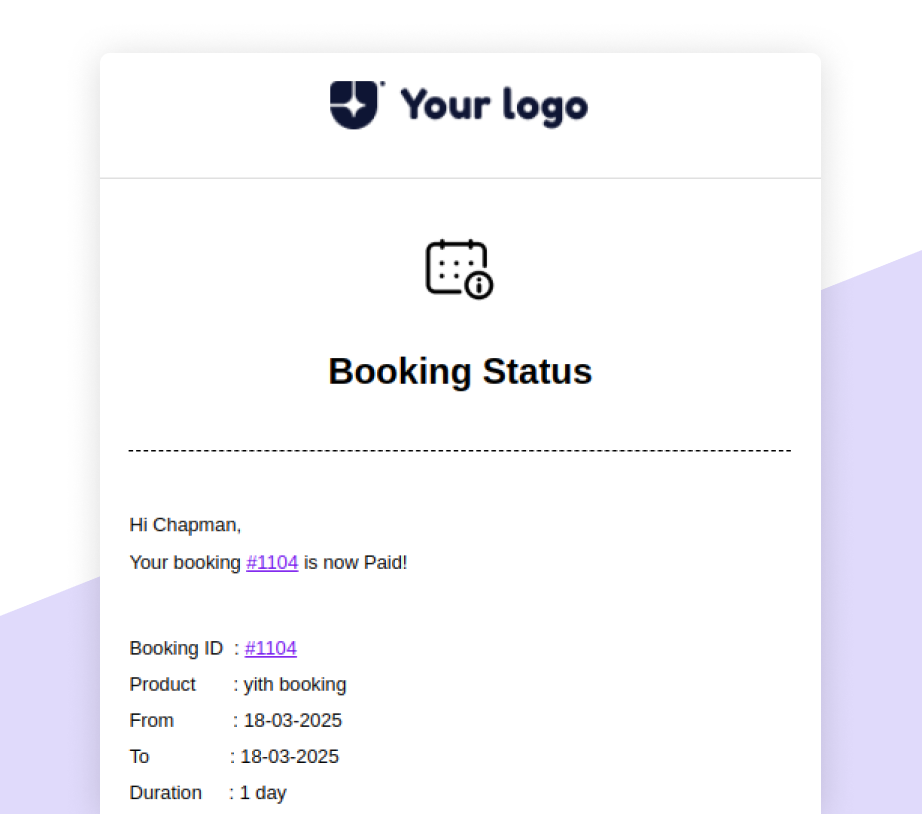 Your logo
Booking Status
Hi Chapman,
Your booking #1104 is now Paid!
Booking ID : #1104
Product : yith booking
From : 18-03-2025
To : 18-03-2025
Duration : 1 day